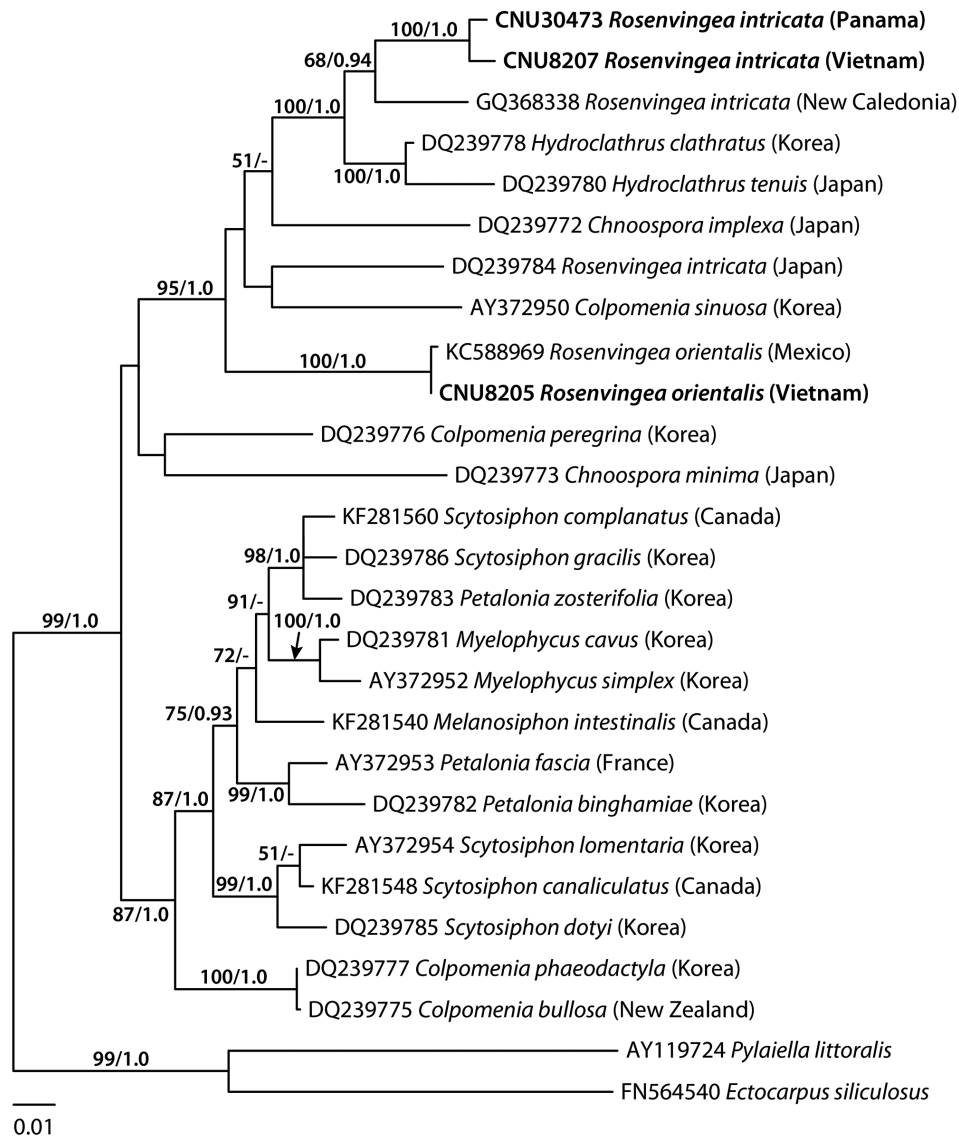 CNU30473 Rosenvingea intricata (Panama)
100/1.0
CNU8207 Rosenvingea intricata (Vietnam)
68/0.94
GQ368338 Rosenvingea intricata (New Caledonia)
100/1.0
DQ239778 Hydroclathrus clathratus (Korea)
51/-
100/1.0
DQ239780 Hydroclathrus tenuis (Japan)
DQ239772 Chnoospora implexa (Japan)
DQ239784 Rosenvingea intricata (Japan)
95/1.0
AY372950 Colpomenia sinuosa (Korea)
KC588969 Rosenvingea orientalis (Mexico)
100/1.0
CNU8205 Rosenvingea orientalis (Vietnam)
DQ239776 Colpomenia peregrina (Korea)
DQ239773 Chnoospora minima (Japan)
KF281560 Scytosiphon complanatus (Canada)
98/1.0
DQ239786 Scytosiphon gracilis (Korea)
91/-
DQ239783 Petalonia zosterifolia (Korea)
99/1.0
100/1.0
DQ239781 Myelophycus cavus (Korea)
72/-
AY372952 Myelophycus simplex (Korea)
75/0.93
KF281540 Melanosiphon intestinalis (Canada)
AY372953 Petalonia fascia (France)
87/1.0
99/1.0
DQ239782 Petalonia binghamiae (Korea)
AY372954 Scytosiphon lomentaria (Korea)
51/-
99/1.0
KF281548 Scytosiphon canaliculatus (Canada)
87/1.0
DQ239785 Scytosiphon dotyi (Korea)
DQ239777 Colpomenia phaeodactyla (Korea)
100/1.0
DQ239775 Colpomenia bullosa (New Zealand)
AY119724 Pylaiella littoralis
99/1.0
FN564540 Ectocarpus siliculosus
0.01